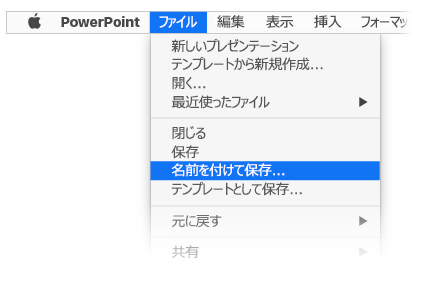 PowerPoint ファイル 編集 表示 挿入 フォーマッ
新しいプレゼンテーション
テンプレートから新規作成...
開く...
最近使ったファイル ▶
閉じる
保存
名前を付けて保存...
テンプレートとして保存...
元に戻す ▶
共有 ▶